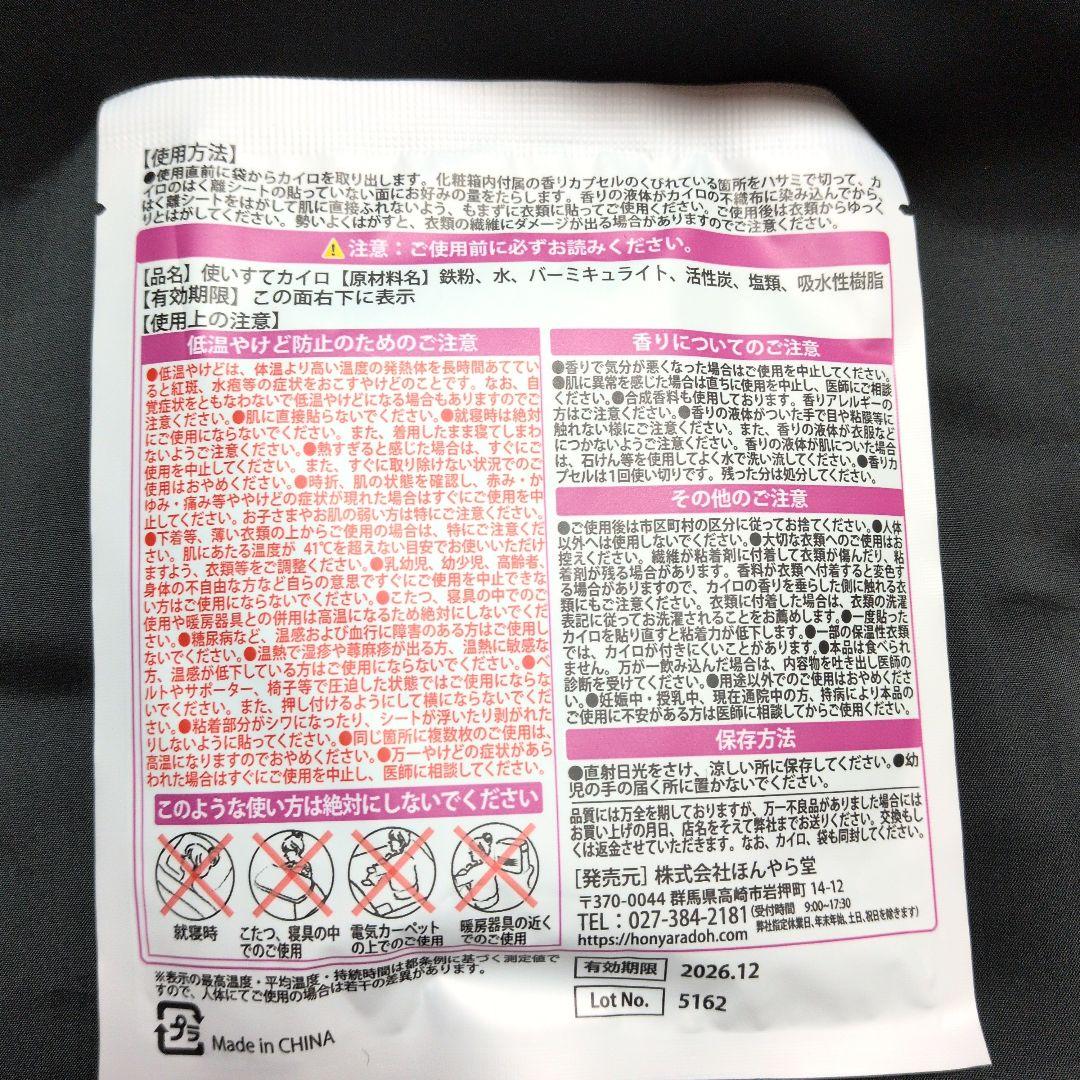 【使用方法】
●使用直前に袋からカイロを取り出します。化粧箱内付属の香りカプセルのくびれている箇所をハサミで切って、カ
イロのはく離シートの貼っていない面にお好みの量をたらします。香りの液体がカイロの不織布に染み込んでから、
はく離シートをはがして肌に直接ふれないよう、もまずに衣類に貼ってご使用ください。ご使用後は衣類からゆっく
りとはがしてください。勢いよくはがすと、衣類の繊維にダメージが出る場合がありますのでご注意ください。
注意：ご使用前に必ずお読みください。
【品名】使いすてカイロ【原材料名】鉄粉、水、バーミキュライト、活性炭、塩類、吸水性樹脂
【有効期限】この面右下に表示
【使用上の注意】
低温やけど防止のためのご注意
●低温やけどは、体温より高い温度の発熱体を長時間あててい
ると紅斑、水疱等の症状をおこすやけどのことです。なお、自
覚症状をともなわないで低温やけどになる場合もありますのでご
注意ください。●肌に直接貼らないでください。●就寝時は絶対
にご使用にならないでください。また、着用したまま寝てしまわ
ないようご注意ください。●熱すぎると感じた場合は、すぐにご
使用を中止してください。また、すぐに取り除けない状況でのご
使用はおやめください。●時折、肌の状態を確認し、赤み・か
ゆみ・痛み等ややけどの症状が現れた場合はすぐにご使用を中
止してください。お子さまやお肌の弱い方は特にご注意ください。
●下着等、薄い衣類の上からご使用の場合は、特にご注意くだ
さい。肌にあたる温度が 41℃を超えない目安でお使いいただけ
ますよう、衣類等をご調整ください。●乳幼児、幼少児、高齢者、
身体の不自由な方など自らの意思ですぐにご使用を中止できな
い方はご使用にならないでください。●こたつ、寝具の中でのご
使用や暖房器具との併用は高温になるため絶対にしないでくだ
さい。●糖尿病など、温感および血行に障害のある方はご使用し
ないでください。●温熱で湿疹や蕁麻疹が出る方、温熱に敏感な
方、温感が低下している方はご使用にならないでください。●ベ
ルトやサポーター、椅子等で圧迫した状態ではご使用にならな
いでください。また、押し付けるようにして横にならないでくだ
さい。●粘着部分がシワになったり、シートが浮いたり剥がれた
りしないように貼ってください。●同じ箇所に複数枚のご使用は、
高温になりますのでおやめください。●万一やけどの症状があら
われた場合はすぐにご使用を中止し、医師に相談してください。
このような使い方は絶対にしないでください
就寝時
こたつ、寝具の中
でのご使用
電気カーペット
の上でのご使用
暖房器具の近く
でのご使用
香りについてのご注意
●香りで気分が悪くなった場合はご使用を中止してください。
●肌に異常を感じた場合は直ちに使用を中止し、医師にご相談
ください。●合成香料も使用しております。香りアレルギーの
方はご注意ください。●香りの液体がついた手で目や粘膜等に
触れない様にご注意ください。また、香りの液体が衣服など
につかないようご注意ください。香りの液体が肌についた場合
は、石けん等を使用してよく水で洗い流してください。●香りカ
プセルは1回使い切りです。残った分は処分してください。
その他のご注意
●ご使用後は市区町村の区分に従ってお捨てください。●人体
以外へは使用しないでください。●大切な衣類へのご使用はお
控えください。繊維が粘着剤に付着して衣類が傷んだり、粘
着剤が残る場合があります。香料が衣類へ付着すると変色す
る場合がありますので、カイロの香りを垂らした側に触れる衣
類にもご注意ください。衣類に付着した場合は、衣類の洗濯
表記に従ってお洗濯されることをお薦めします。●一度貼った
カイロを貼り直すと粘着力が低下します。●一部の保温性衣類
では、カイロが付きにくいことがあります。●本品は食べられ
ません。万が一飲み込んだ場合は、内容物を吐き出し医師の
診断を受けてください。●用途以外でのご使用はおやめくださ
い。●妊娠中・授乳中、現在通院中の方、持病により本品の
ご使用に不安がある方は医師に相談してからご使用ください。
保存方法
●直射日光をさけ、涼しい所に保存してください。●幼
児の手の届く所に置かないでください。
品質には万全を期しておりますが、万一不良品がありました場合には
お買い上げの月日、店名をそえて弊社までお送りください。交換もし
くは返金させていただきます。なお、カイロ、袋も同封してください。
[発売元] 株式会社ほんやら堂
〒370-0044 群馬県高崎市岩押町 14-12
TEL：027-384-2181（受付時間 9:00~17:30
弊社指定休業日、年末年始、土日、祝日を除きます）
https://honyaradoh.com
※表示の最高温度・平均温度・持続時間は都条例に基づく測定値で
すので、人体にてご使用の場合は若干の差異があります。
有効期限 2026.12
Lot No. 5162
プラ
Made in CHINA